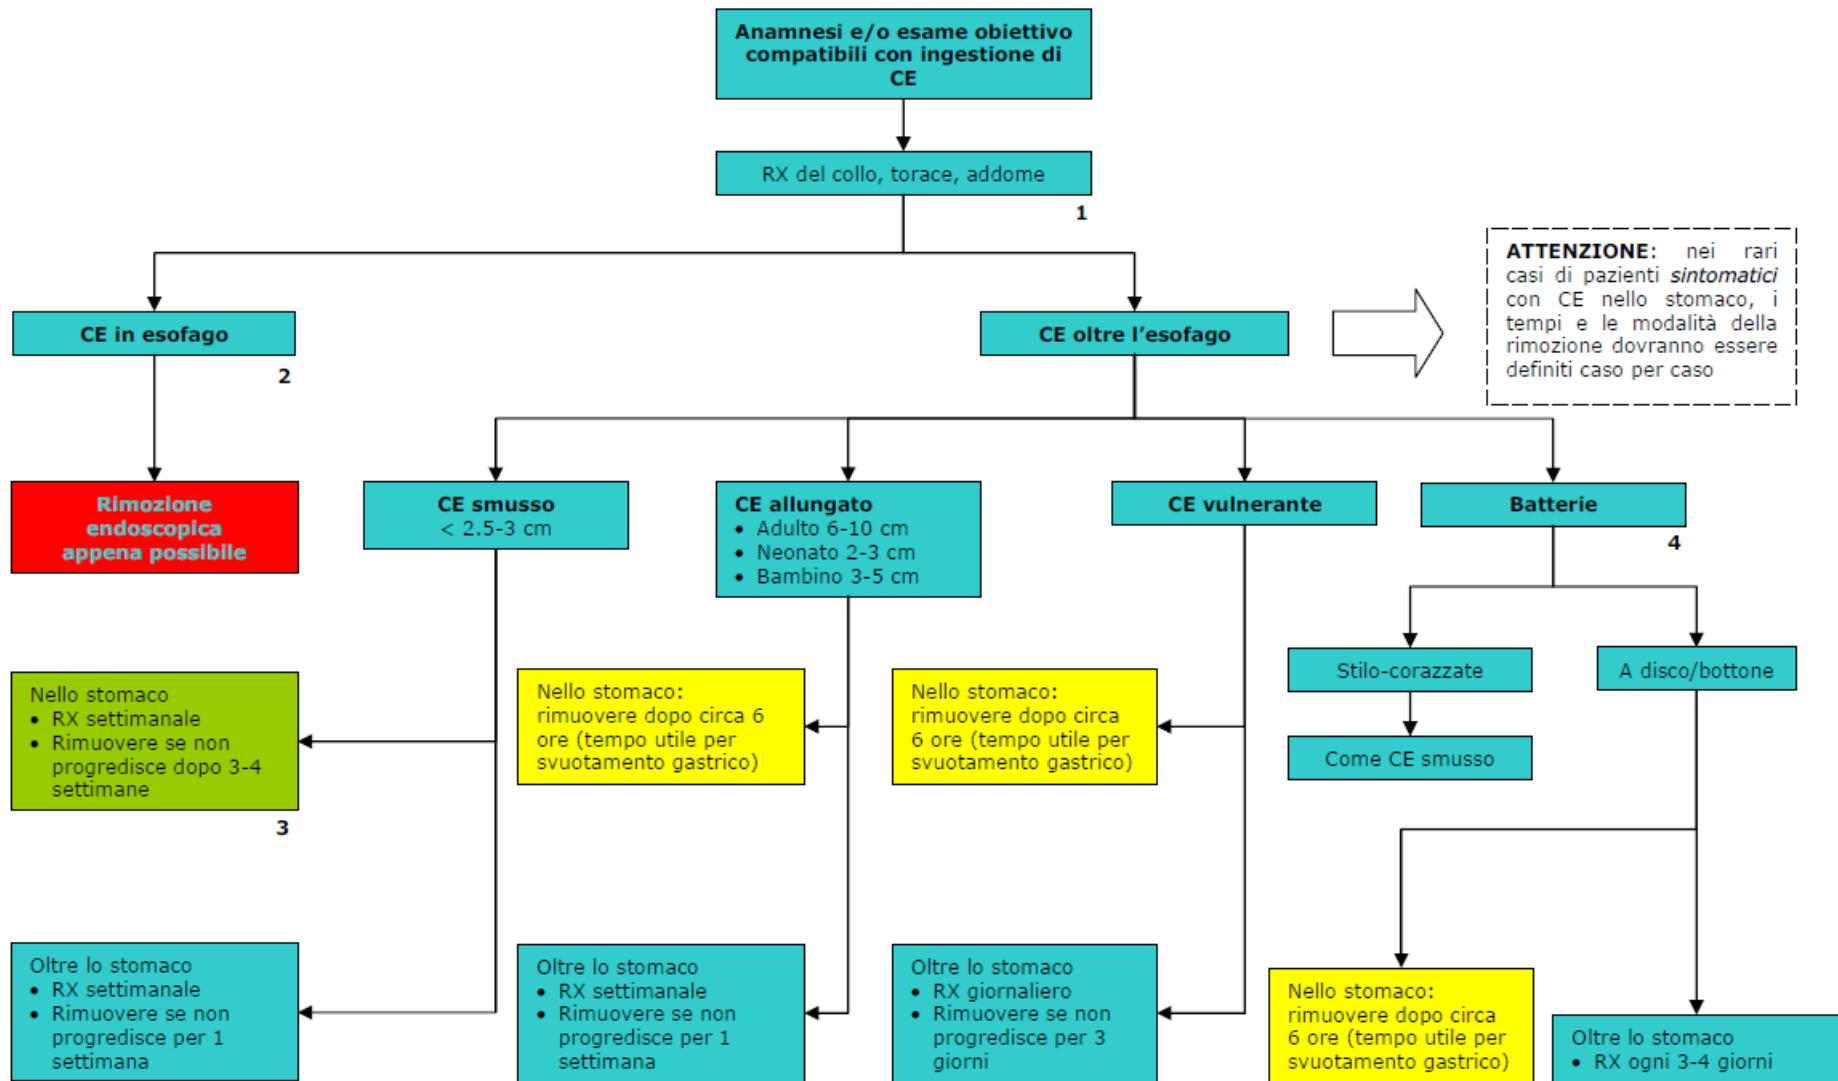 Anamnesi e/o esame obiettivo
compatibili con ingestione di
CE
RX del collo, torace, addome
1
ATTENZIONE: nei rari
casi di pazienti sintomatici
con CE nello stomaco, i
tempi e le modalità della
rimozione dovranno essere
definiti caso per caso
CE in esofago
2
CE oltre l'esofago
Rimozione
endoscopica
appena possibile
CE smusso
< 2.5-3 cm
CE allungato
• Adulto 6-10 cm
• Neonato 2-3 cm
• Bambino 3-5 cm
CE vulnerante
Batterie
4
Stilo-corazzate
A disco/bottone
Come CE smusso
Nello stomaco
• RX settimanale
• Rimuovere se non
progredisce dopo 3-4
settimane
3
Nello stomaco:
rimuovere dopo circa 6
ore (tempo utile per
svuotamento gastrico)
Nello stomaco:
rimuovere dopo circa
6 ore (tempo utile per
svuotamento gastrico)
Oltre lo stomaco
• RX settimanale
• Rimuovere se non
progredisce per 1
settimana
Oltre lo stomaco
• RX settimanale
• Rimuovere se non
progredisce per 1
settimana
Oltre lo stomaco
• RX giornaliero
• Rimuovere se non
progredisce per 3
giorni
Nello stomaco:
rimuovere dopo circa
6 ore (tempo utile per
svuotamento gastrico)
Oltre lo stomaco
• RX ogni 3-4 giorni